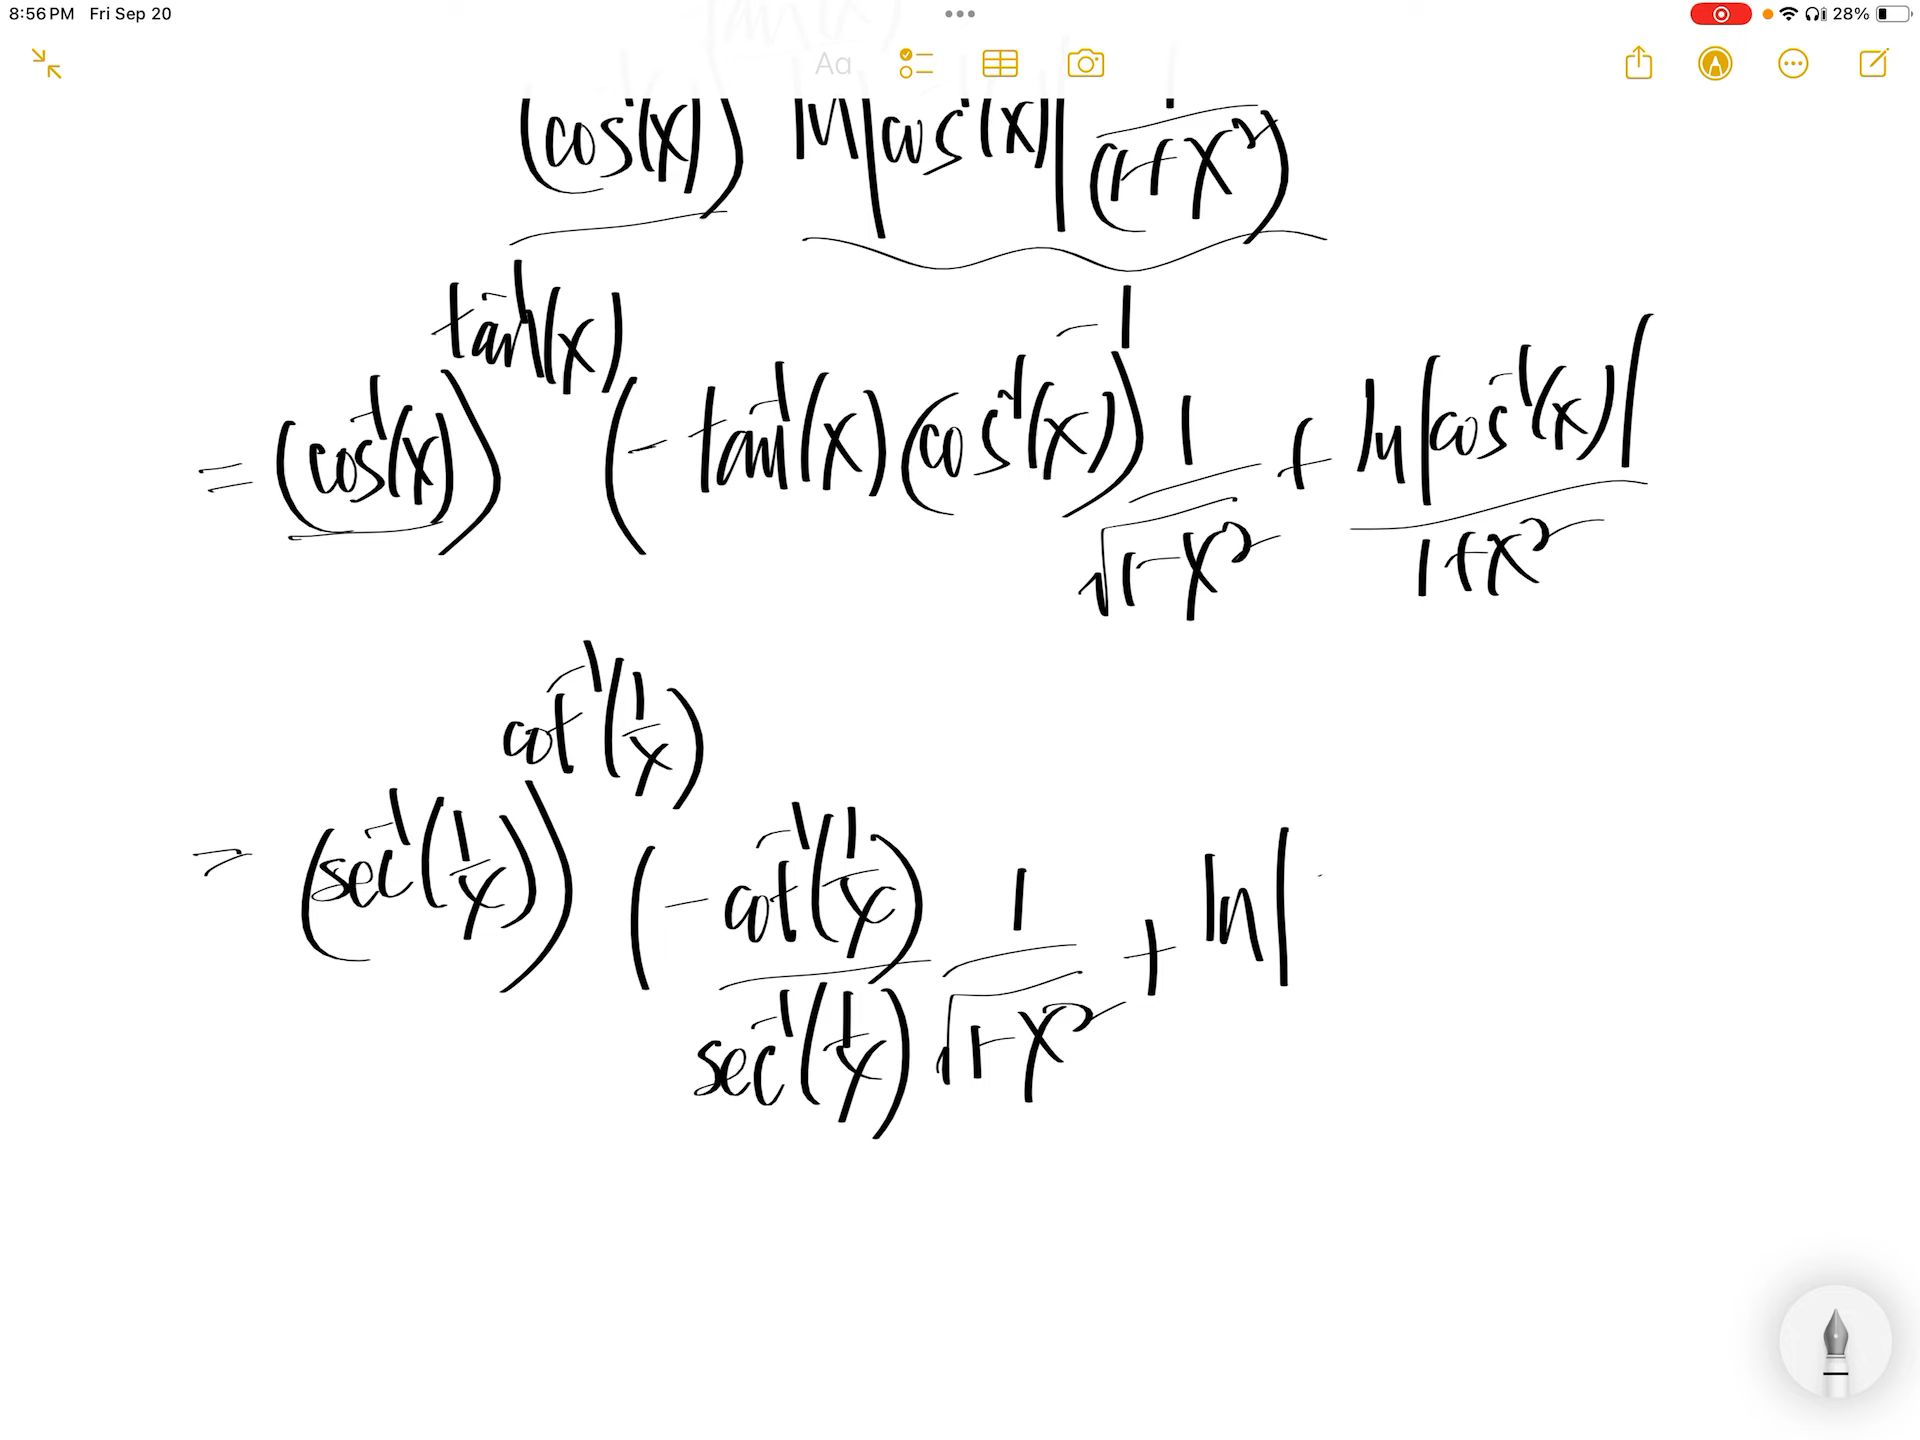 8:56 PM Fri Sep 20 28%
Aa
(cos⁻¹(x)) ln|cos⁻¹(x)| 1/(1+x²)
= (cos⁻¹(x))^(tan⁻¹(x)) (-tan⁻¹(x)(cos⁻¹(x))⁻¹ 1/√(1-x²) + ln|cos⁻¹(x)|/(1+x²)
= (sec⁻¹(1/x))^(cot⁻¹(1/x)) (-cot⁻¹(1/x)/sec⁻¹(1/x) 1/√(1-x²) + ln|